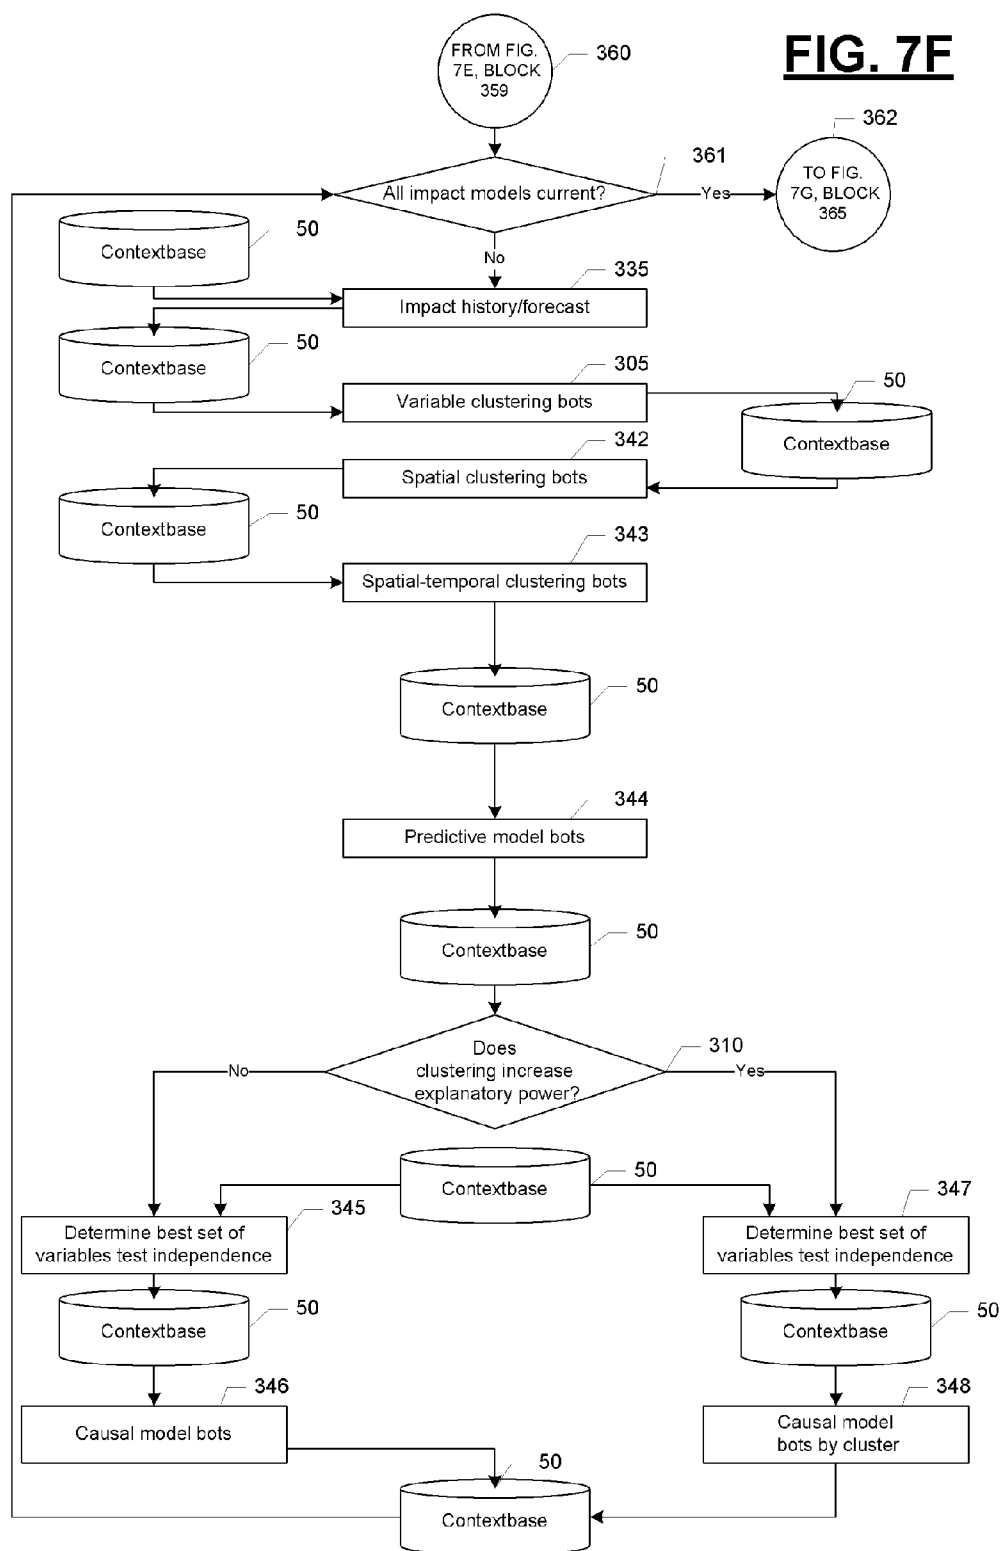 FIG. 7F
FROM FIG.
7E, BLOCK
359
360
362
361
All impact models current?
Yes
TO FIG.
7G, BLOCK
365
50
Contextbase
No
335
Impact history/forecast
50
Contextbase
305
Variable clustering bots
50
Contextbase
342
Spatial clustering bots
50
Contextbase
343
Spatial-temporal clustering bots
50
Contextbase
344
Predictive model bots
50
Contextbase
310
Does
clustering increase
explanatory power?
No
Yes
50
Contextbase
345
Determine best set of
variables test independence
347
Determine best set of
variables test independence
50
Contextbase
50
Contextbase
346
Causal model bots
348
Causal model
bots by cluster
50
Contextbase